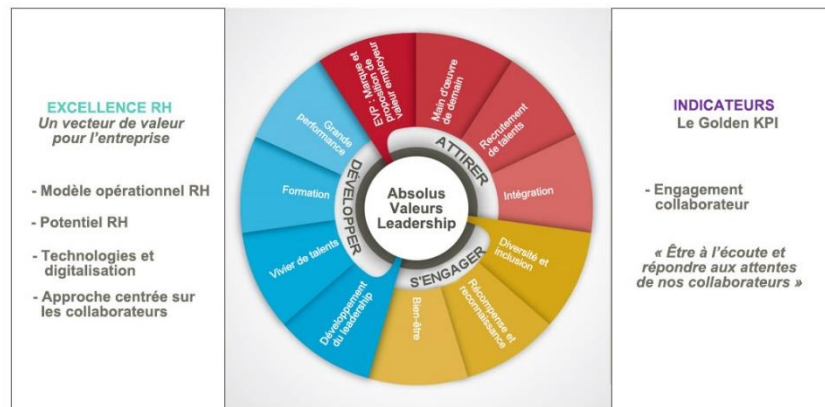 EXCELLENCE RH
Un vecteur de valeur
pour l'entreprise
- Modèle opérationnel RH
- Potentiel RH
- Technologies et
digitalisation
- Approche centrée sur
les collaborateurs
EVP : Marque et
proposition de
valeur employeur
Main d'œuvre
de demain
Recrutement
de talents
Intégration
Diversité et
inclusion
Récompense et
reconnaissance
Bien-être
Développement
du leadership
Vivier de talents
Formation
Grande
performance
ATTIRER
S'ENGAGER
DÉVELOPPER
Absolus
Valeurs
Leadership
INDICATEURS
Le Golden KPI
- Engagement
collaborateur
« Être à l'écoute et
répondre aux attentes
de nos collaborateurs »